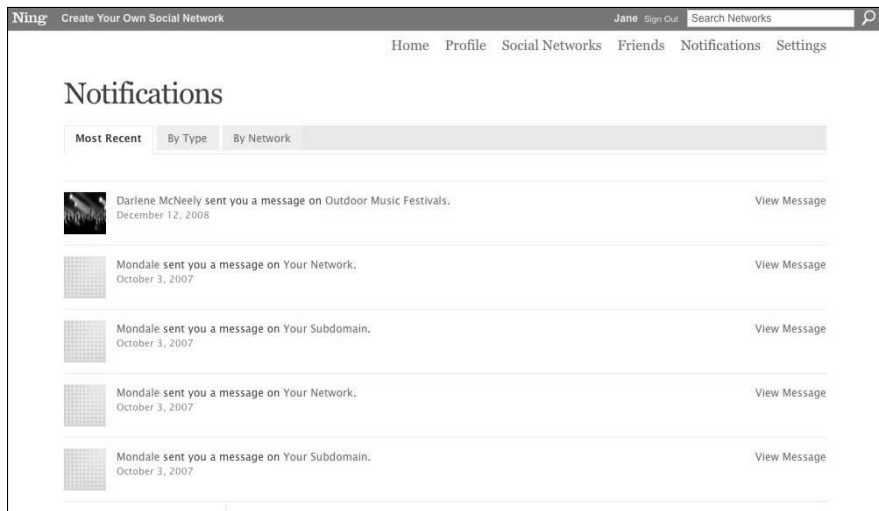 Ning Create Your Own Social Network Jane Sign Out Search Networks
Home Profile Social Networks Friends Notifications Settings
Notifications
Most Recent By Type By Network
Darlene McNeely sent you a message on Outdoor Music Festivals. View Message
December 12, 2008
Mondale sent you a message on Your Network. View Message
October 3, 2007
Mondale sent you a message on Your Subdomain. View Message
October 3, 2007
Mondale sent you a message on Your Network. View Message
October 3, 2007
Mondale sent you a message on Your Subdomain. View Message
October 3, 2007